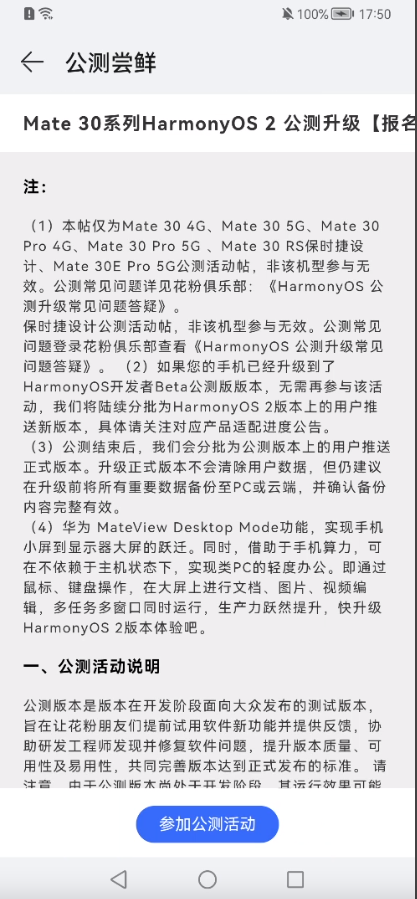 100% 17:50
公测尝鲜
Mate 30系列HarmonyOS 2 公测升级【报名
注：
（1）本帖仅为Mate 30 4G、Mate 30 5G、Mate 30
Pro 4G、Mate 30 Pro 5G 、Mate 30 RS保时捷设
计、Mate 30E Pro 5G公测活动帖，非该机型参与无
效。公测常见问题详见花粉俱乐部：《HarmonyOS 公
测升级常见问题答疑》。
保时捷设计公测活动帖，非该机型参与无效。公测常见
问题登录花粉俱乐部查看《HarmonyOS 公测升级常见
问题答疑》。（2）如果您的手机已经升级到了
HarmonyOS开发者Beta公测版版本，无需再参与该活
动，我们将陆续分批为HarmonyOS 2版本上的用户推
送新版本，具体请关注对应产品适配进度公告。
（3）公测结束后，我们会分批为公测版本上的用户推送
正式版本。升级正式版本不会清除用户数据，但仍建议
在升级前将所有重要数据备份至PC或云端，并确认备份
内容完整有效。
（4）华为 MateView Desktop Mode功能，实现手机
小屏到显示器大屏的跃迁。同时，借助于手机算力，可
在不依赖于主机状态下，实现类PC的轻度办公。即通过
鼠标、键盘操作，在大屏上进行文档、图片、视频编
辑，多任务多窗口同时运行，生产力跃然提升，快升级
HarmonyOS 2版本体验吧。
一、公测活动说明
公测版本是版本在开发阶段面向大众发布的测试版本，
旨在让花粉朋友们提前试用软件新功能并提供反馈，协
助研发工程师发现并修复软件问题，提升版本质量、可
用性及易用性，共同完善版本达到正式发布的标准。 请
注意，由于公测版本尚处于开发阶段，其运行效果可能
参加公测活动